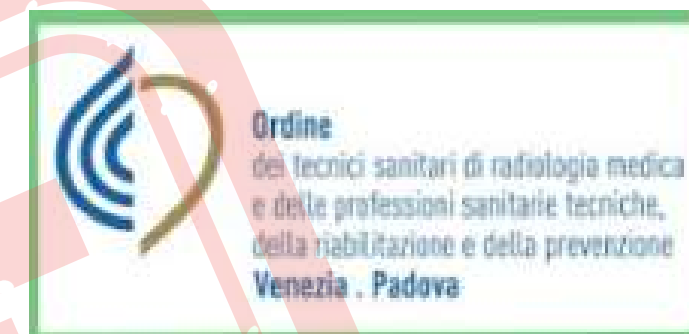 Ordine
dei tecnici sanitari di radiologia medica
e delle professioni sanitarie tecniche,
della riabilitazione e della prevenzione
Venezia . Padova